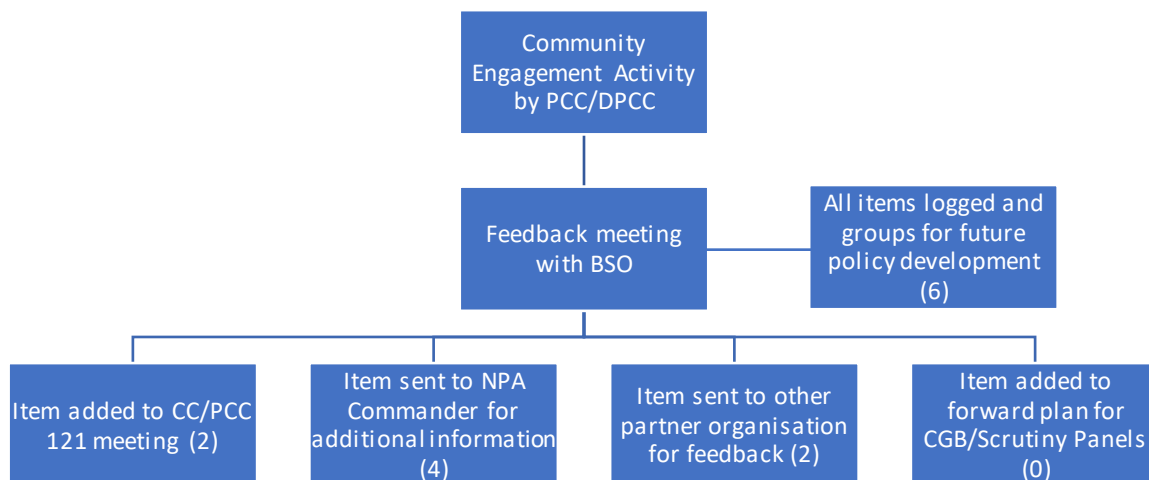 Community
Engagement Activity
by PCC/DPCC
Feedback meeting
with BSO
All items logged and
groups for future
policy development
(6)
Item added to CC/PCC
121 meeting (2)
Item sent to NPA
Commander for
additional information
(4)
Item sent to other
partner organisation
for feedback (2)
Item added to
forward plan for
CGB/Scrutiny Panels
(0)